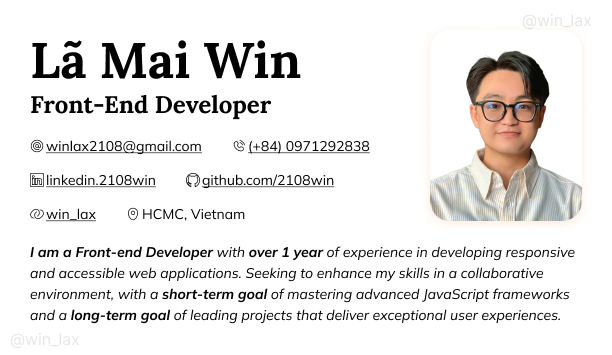 @win_lax
Lã Mai Win
Front-End Developer
winlax2108@gmail.com (+84) 0971292838
linkedin.2108win github.com/2108win
win_lax HCMC, Vietnam
I am a Front-end Developer with over 1 year of experience in developing responsive
and accessible web applications. Seeking to enhance my skills in a collaborative
environment, with a short-term goal of mastering advanced JavaScript frameworks
and a long-term goal of leading projects that deliver exceptional user experiences.
@win_lax